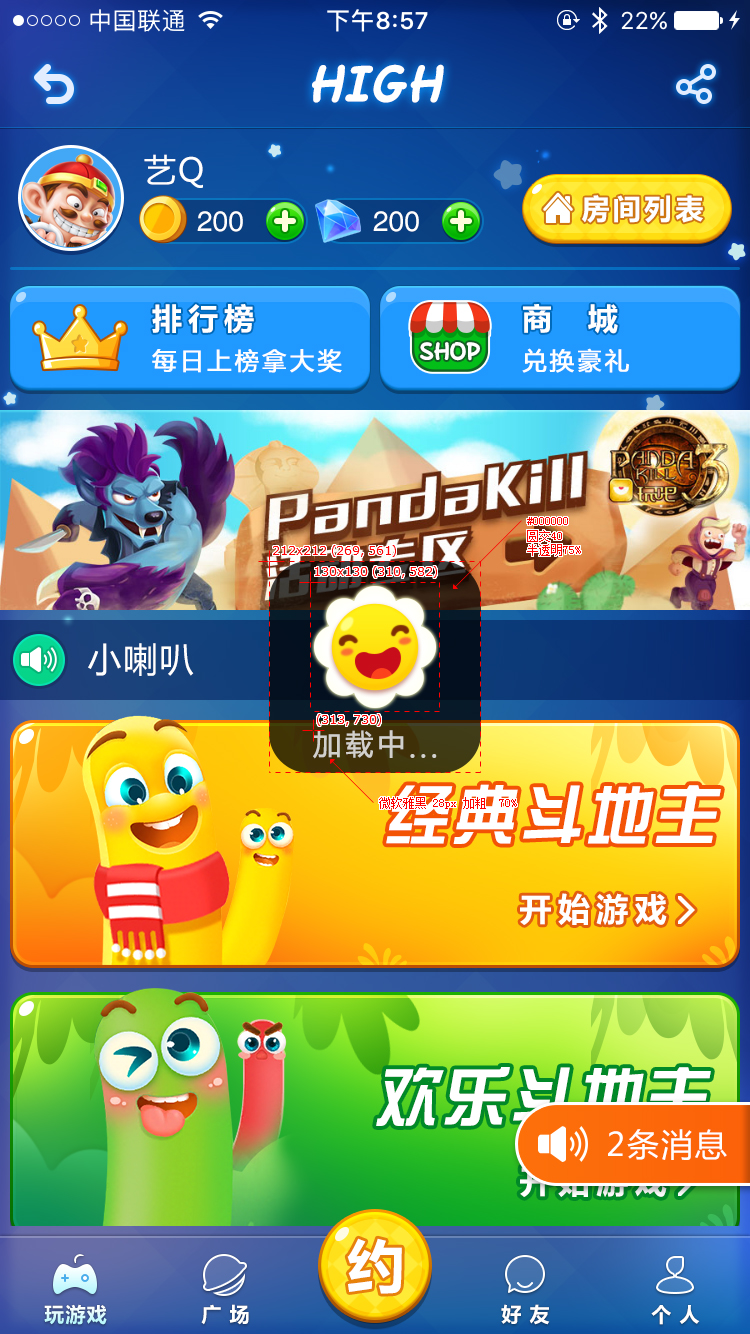 中国联通 下午8:57 22%
HIGH
艺Q
200 200 房间列表
排行榜 商 城
每日上榜拿大奖 SHOP 兑换豪礼
PandaKill
PANDA KILL 3
#000000
圆交40
半透明75%
212x212 (269, 561)
130x130 (310, 582)
小喇叭
(313, 730)
加载中...
微软雅黑 28px 加粗 70%
经典斗地主
开始游戏
欢乐斗地主
2条消息
开始游戏
约
玩游戏 广场 好友 个人